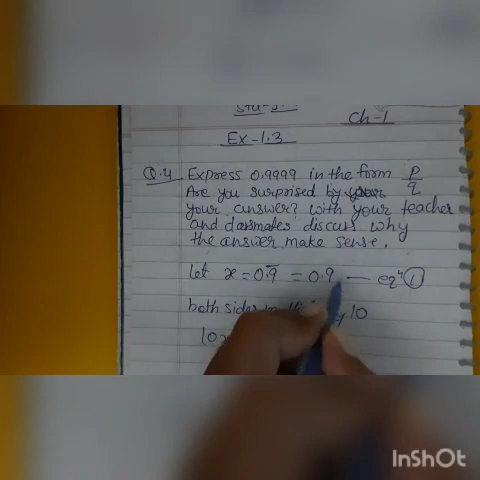 Ch-1
Ex-1.3
Q.4 Express 0.9999 in the form p/q
Are you surprised by
your answer? with your teacher
and classmates discuss why
the answer make sense.
let x = 0.9̅ = 0.9 — eqⁿ ①
both sides 10
InShOt